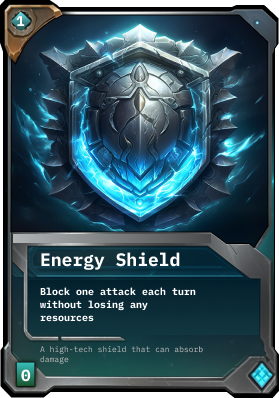 1
Energy Shield
Block one attack each turn
without losing any
resources
A high-tech shield that can absorb
damage
0